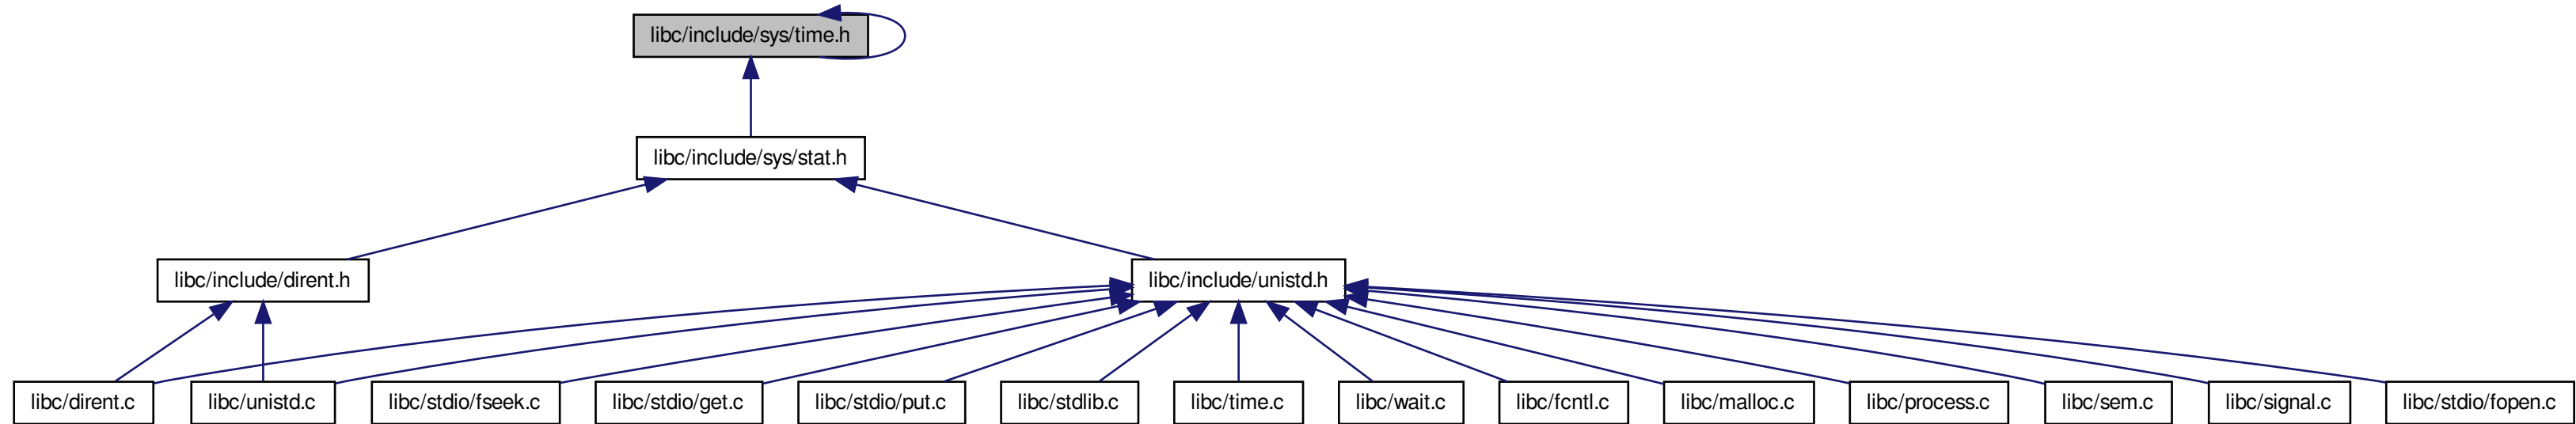 libc/include/sys/time.h
libc/include/sys/stat.h
libc/include/dirent.h
libc/include/unistd.h
libc/dirent.c
libc/unistd.c
libc/stdio/fseek.c
libc/stdio/get.c
libc/stdio/put.c
libc/stdlib.c
libc/time.c
libc/wait.c
libc/fcntl.c
libc/malloc.c
libc/process.c
libc/sem.c
libc/signal.c
libc/stdio/fopen.c